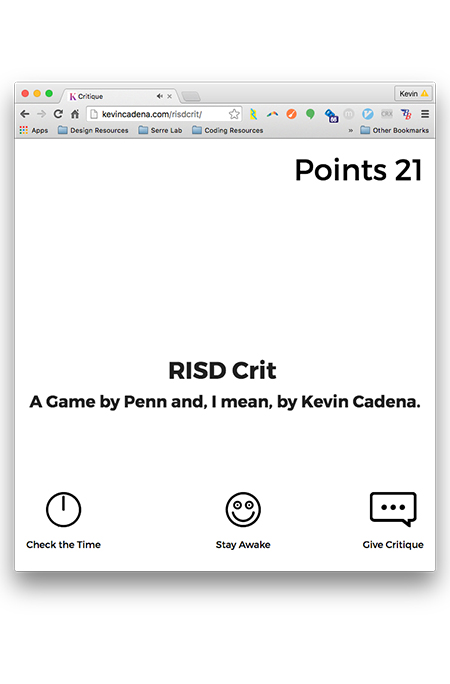 Critique
Kevin
kevincadena.com/risdcrit/
Apps Design Resources Serre Lab Coding Resources » Other Bookmarks
Points 21
RISD Crit
A Game by Penn and, I mean, by Kevin Cadena.
Check the Time Stay Awake Give Critique